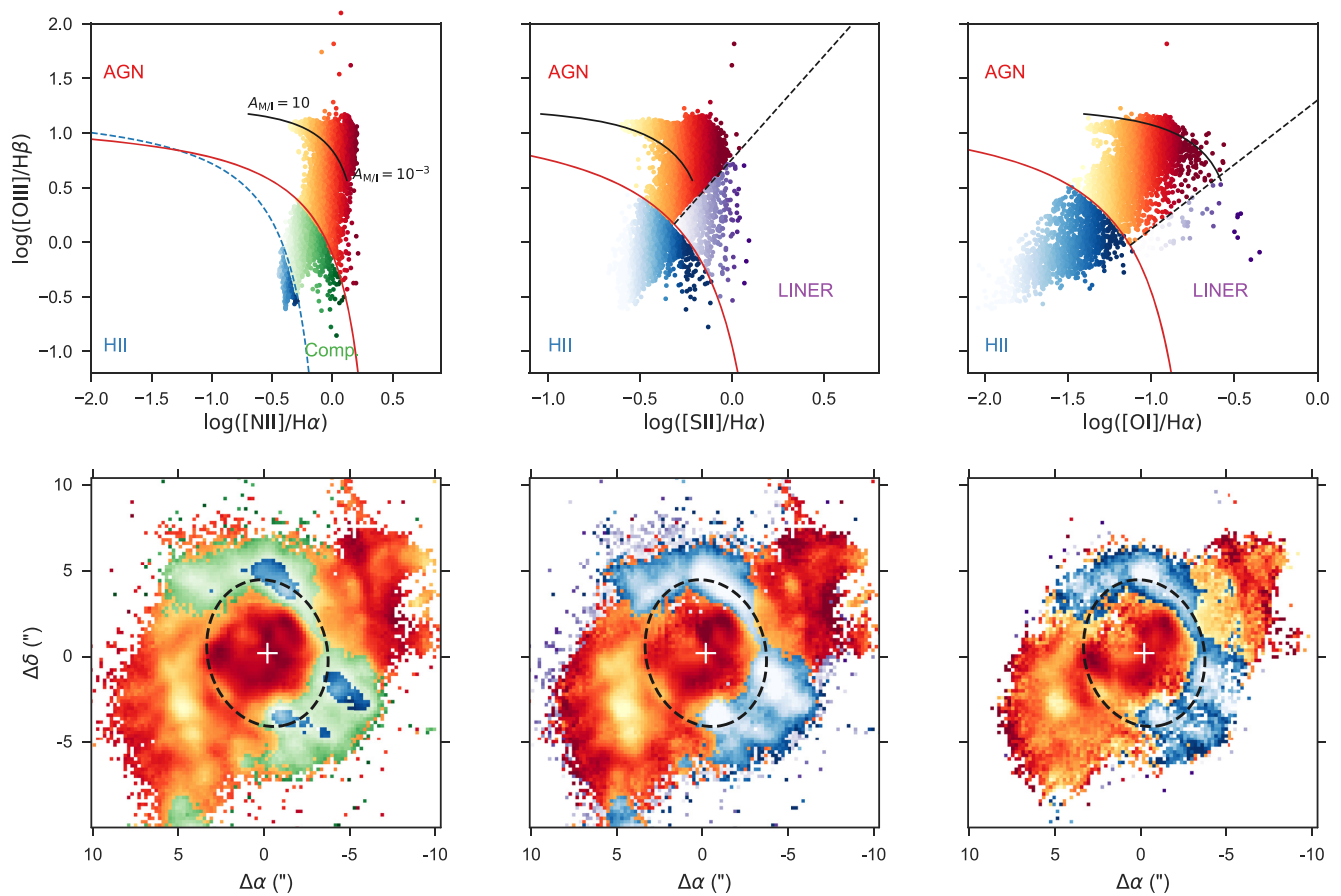 2.0
1.5
1.0
0.5
0.0
−0.5
−1.0
log([OIII]/Hβ)
AGN
A_M/I = 10
A_M/I = 10⁻³
HII
Comp.
−2.0 −1.5 −1.0 −0.5 0.0 0.5
log([NII]/Hα)
AGN
LINER
HII
−1.0 −0.5 0.0 0.5
log([SII]/Hα)
AGN
LINER
HII
−2.0 −1.5 −1.0 −0.5 0.0
log([OI]/Hα)
10
5
0
-5
Δδ (")
10 5 0 -5 -10
Δα (")
10 5 0 -5 -10
Δα (")
10 5 0 -5 -10
Δα (")